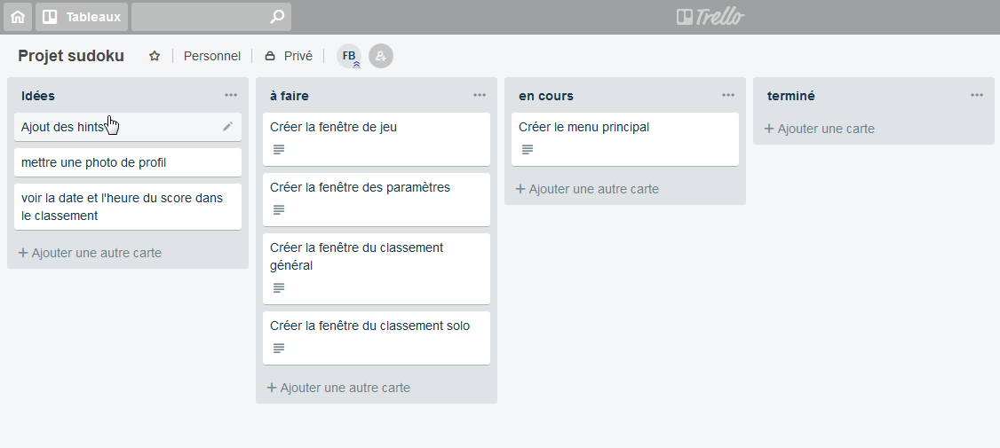 Tableaux
Trello
Projet sudoku
Personnel
Privé
FB
Idées
Ajout des hints
mettre une photo de profil
voir la date et l'heure du score dans
le classement
+ Ajouter une autre carte
à faire
Créer la fenêtre de jeu
Créer la fenêtre des paramètres
Créer la fenêtre du classement
général
Créer la fenêtre du classement solo
+ Ajouter une autre carte
en cours
Créer le menu principal
+ Ajouter une autre carte
terminé
+ Ajouter une carte